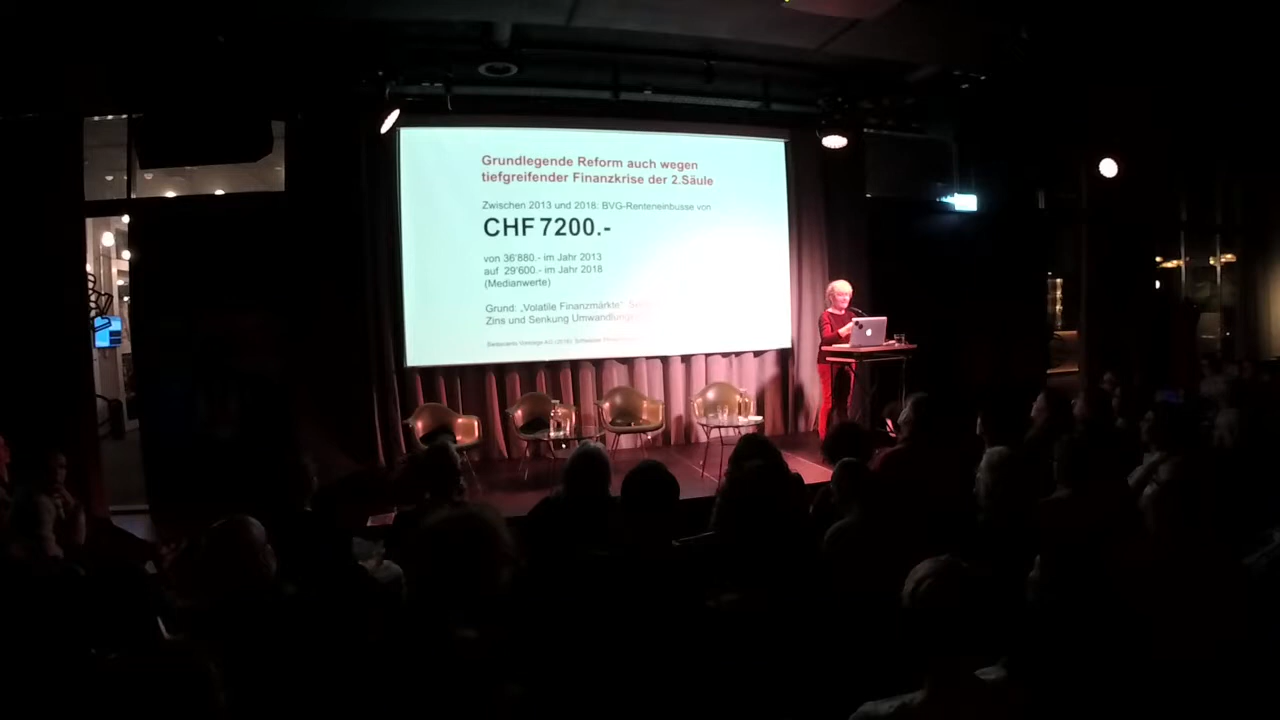 Grundlegende Reform auch wegen
tiefgreifender Finanzkrise der 2.Säule
Zwischen 2013 und 2018: BVG-Renteneinbusse von
CHF 7200.-
von 36'880.- im Jahr 2013
auf 29'600.- im Jahr 2018
(Medianwerte)
Grund: „Volatile Finanzmärkte“
Zins und Senkung